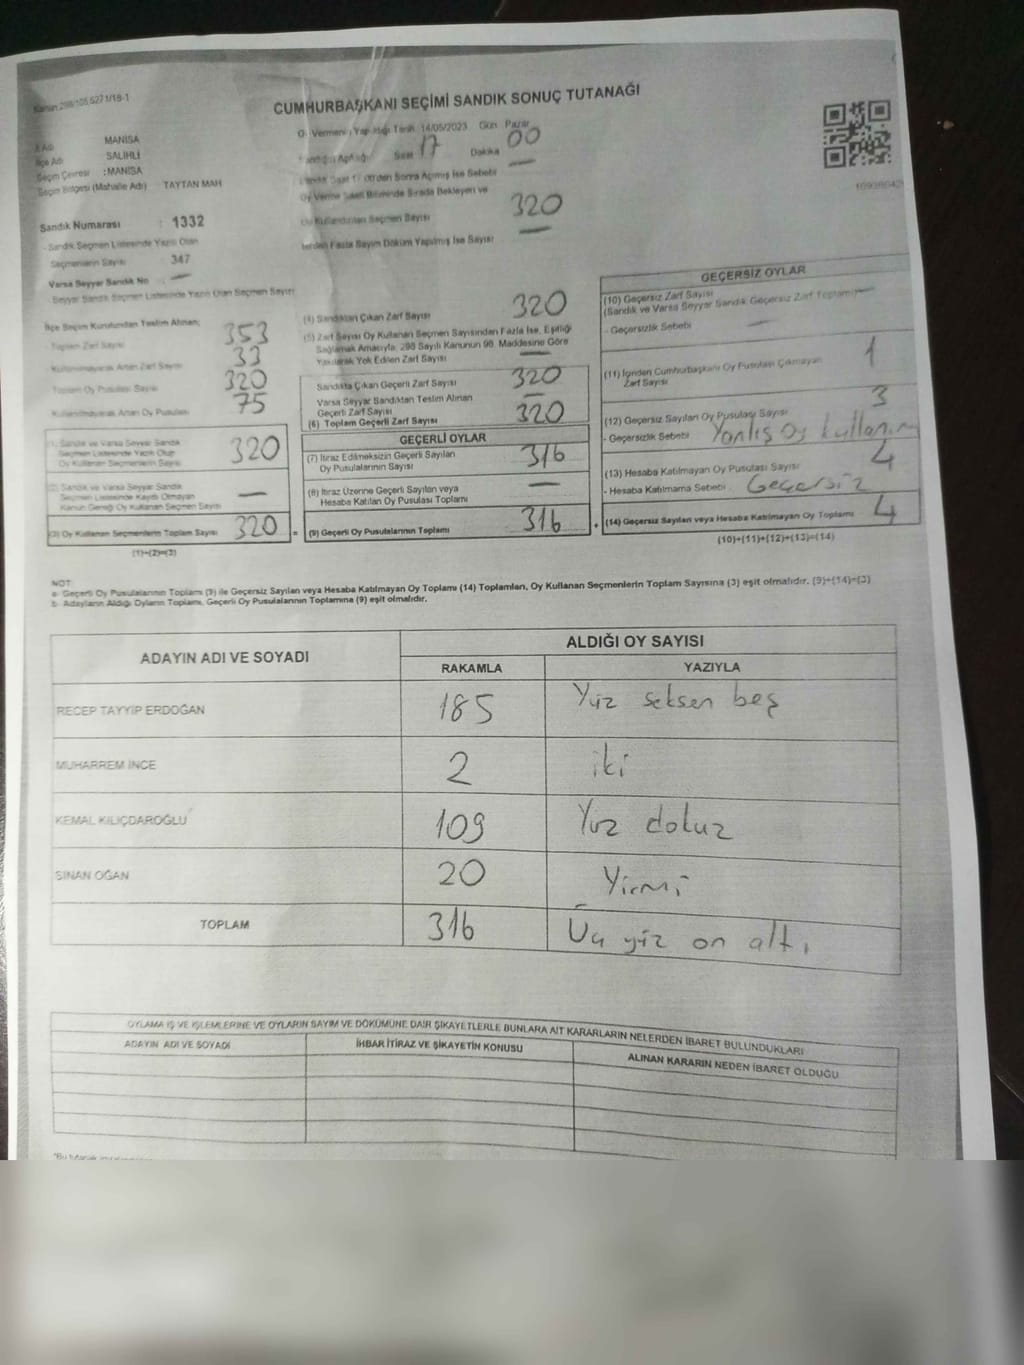 Kanun 298/105 5271/18-1
CUMHURBAŞKANI SEÇİMİ SANDIK SONUÇ TUTANAĞI
İl Adı MANİSA
İlçe Adı SALİHLİ
Seçim Çevresi : MANİSA
Seçim Bölgesi (Mahalle Adı) TAYTAN MAH
Oy Vermenin Yapıldığı Tarih 14/05/2023 Gün Pazar
Sandığın Açıldığı Saat 17 Dakika 00
Sandık Saat 17:00'den Sonra Açılmış İse Sebebi —
Oy Verme Saati Bitiminde Sırada Bekleyen ve
Oy Kullandırılan Seçmen Sayısı 320
Birden Fazla Sayım Döküm Yapılmış İse Sayısı —
Sandık Numarası : 1332
- Sandık Seçmen Listesinde Yazılı Olan
Seçmenlerin Sayısı 347
Varsa Seyyar Sandık No —
- Seyyar Sandık Seçmen Listesinde Yazılı Olan Seçmen Sayısı
İlçe Seçim Kurulundan Teslim Alınan;
Toplam Zarf Sayısı 353
Kullanılmayarak Artan Zarf Sayısı 33
Toplam Oy Pusulası Sayısı 320
Kullanılmayarak Artan Oy Pusulası 75
(1) Sandık ve Varsa Seyyar Sandık
Seçmen Listesinde Yazılı Olup
Oy Kullanan Seçmenlerin Sayısı 320
(2) Sandık ve Varsa Seyyar Sandık
Seçmen Listesinde Kayıtlı Olmayan
Kanun Gereği Oy Kullanan Seçmen Sayısı —
(3) Oy Kullanan Seçmenlerin Toplam Sayısı 320 =
(1)+(2)=(3)
(4) Sandıktan Çıkan Zarf Sayısı 320
(5) Zarf Sayısı Oy Kullanan Seçmen Sayısından Fazla İse, Eşitliği
Sağlamak Amacıyla, 298 Sayılı Kanunun 98. Maddesine Göre
Yakılarak Yok Edilen Zarf Sayısı —
Sandıkta Çıkan Geçerli Zarf Sayısı 320
Varsa Seyyar Sandıktan Teslim Alınan
Geçerli Zarf Sayısı —
(6) Toplam Geçerli Zarf Sayısı 320
GEÇERLİ OYLAR
(7) İtiraz Edilmeksizin Geçerli Sayılan
Oy Pusulalarının Sayısı 316
(8) İtiraz Üzerine Geçerli Sayılan veya
Hesaba Katılan Oy Pusulası Toplamı —
(9) Geçerli Oy Pusulalarının Toplamı 316 +
GEÇERSİZ OYLAR
(10) Geçersiz Zarf Sayısı
(Sandık ve Varsa Seyyar Sandık Geçersiz Zarf Toplamı) —
- Geçersizlik Sebebi —
(11) İçinden Cumhurbaşkanı Oy Pusulası Çıkmayan
Zarf Sayısı 1
(12) Geçersiz Sayılan Oy Pusulası Sayısı 3
- Geçersizlik Sebebi Yanlış oy kullanım
(13) Hesaba Katılmayan Oy Pusulası Sayısı 4
- Hesaba Katılmama Sebebi Geçersiz
(14) Geçersiz Sayılan veya Hesaba Katılmayan Oy Toplamı 4
(10)+(11)+(12)+(13)=(14)
NOT
a- Geçerli Oy Pusulalarının Toplamı (9) ile Geçersiz Sayılan veya Hesaba Katılmayan Oy Toplamı (14) Toplamları, Oy Kullanan Seçmenlerin Toplam Sayısına (3) eşit olmalıdır. (9)+(14)=(3)
b- Adayların Aldığı Oyların Toplamı, Geçerli Oy Pusulalarının Toplamına (9) eşit olmalıdır.
ADAYIN ADI VE SOYADI ALDIĞI OY SAYISI
RAKAMLA YAZIYLA
RECEP TAYYİP ERDOĞAN 185 Yüz seksen beş
MUHARREM İNCE 2 iki
KEMAL KILIÇDAROĞLU 109 Yüz dokuz
SİNAN OĞAN 20 Yirmi
TOPLAM 316 Üç yüz on altı
OYLAMA İŞ VE İŞLEMLERİNE VE OYLARIN SAYIM VE DÖKÜMÜNE DAİR ŞİKAYETLERLE BUNLARA AİT KARARLARIN NELERDEN İBARET BULUNDUKLARI
ADAYIN ADI VE SOYADI İHBAR İTİRAZ VE ŞİKAYETİN KONUSU ALINAN KARARIN NEDEN İBARET OLDUĞU
*Bu tutanak